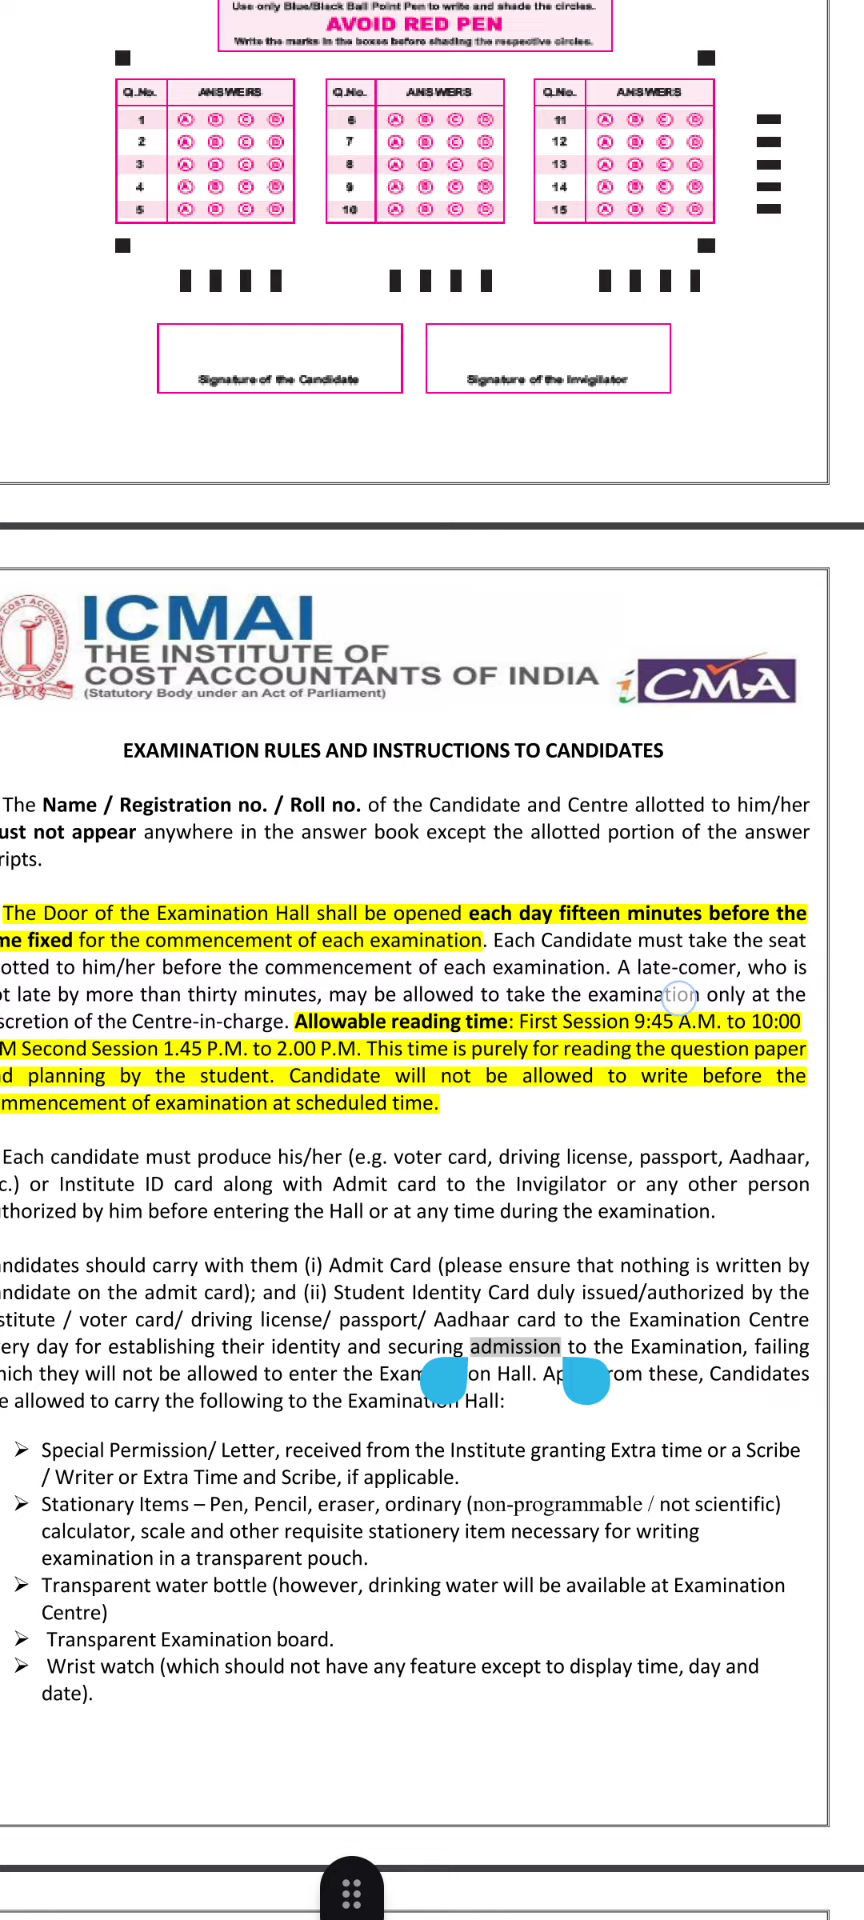 Use only Blue/Black Ball Point Pen to write and shade the circles.
AVOID RED PEN
Write the marks in the boxes before shading the respective circles.
Q.No. ANSWERS Q.No. ANSWERS Q.No. ANSWERS
1 A B C D 6 A B C D 11 A B C D
2 A B C D 7 A B C D 12 A B C D
3 A B C D 8 A B C D 13 A B C D
4 A B C D 9 A B C D 14 A B C D
5 A B C D 10 A B C D 15 A B C D
Signature of the Candidate Signature of the Invigilator
ICMAI
THE INSTITUTE OF
COST ACCOUNTANTS OF INDIA
(Statutory Body under an Act of Parliament)
iCMA
EXAMINATION RULES AND INSTRUCTIONS TO CANDIDATES
The Name / Registration no. / Roll no. of the Candidate and Centre allotted to him/her
ust not appear anywhere in the answer book except the allotted portion of the answer
ripts.
The Door of the Examination Hall shall be opened each day fifteen minutes before the
me fixed for the commencement of each examination. Each Candidate must take the seat
otted to him/her before the commencement of each examination. A late-comer, who is
t late by more than thirty minutes, may be allowed to take the examination only at the
scretion of the Centre-in-charge. Allowable reading time: First Session 9:45 A.M. to 10:00
M Second Session 1.45 P.M. to 2.00 P.M. This time is purely for reading the question paper
d planning by the student. Candidate will not be allowed to write before the
mmencement of examination at scheduled time.
Each candidate must produce his/her (e.g. voter card, driving license, passport, Aadhaar,
c.) or Institute ID card along with Admit card to the Invigilator or any other person
thorized by him before entering the Hall or at any time during the examination.
ndidates should carry with them (i) Admit Card (please ensure that nothing is written by
ndidate on the admit card); and (ii) Student Identity Card duly issued/authorized by the
stitute / voter card/ driving license/ passport/ Aadhaar card to the Examination Centre
ery day for establishing their identity and securing admission to the Examination, failing
hich they will not be allowed to enter the Exam on Hall. Ap rom these, Candidates
e allowed to carry the following to the Examination Hall:
➢ Special Permission/ Letter, received from the Institute granting Extra time or a Scribe
/ Writer or Extra Time and Scribe, if applicable.
➢ Stationary Items – Pen, Pencil, eraser, ordinary (non-programmable / not scientific)
calculator, scale and other requisite stationery item necessary for writing
examination in a transparent pouch.
➢ Transparent water bottle (however, drinking water will be available at Examination
Centre)
➢ Transparent Examination board.
➢ Wrist watch (which should not have any feature except to display time, day and
date).